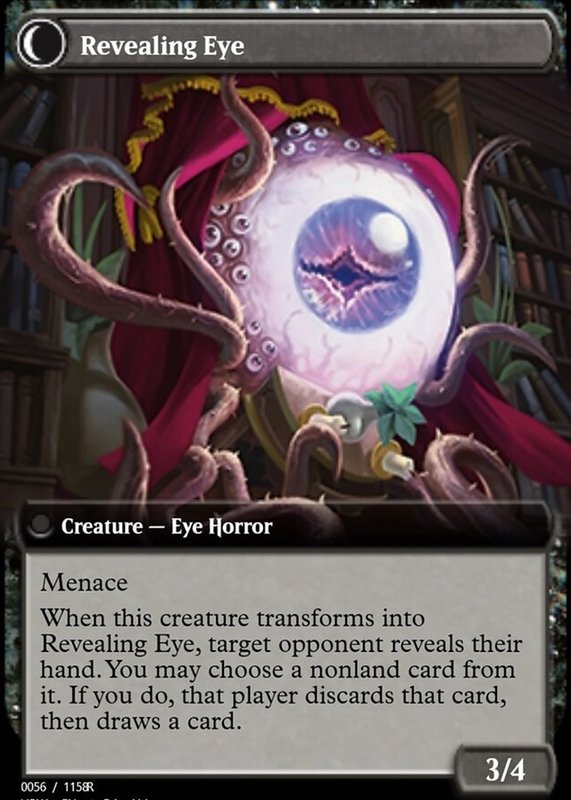 Revealing Eye
Creature — Eye Horror
Menace
When this creature transforms into
Revealing Eye, target opponent reveals their
hand. You may choose a nonland card from
it. If you do, that player discards that card,
then draws a card.
3/4
0056 / 1158R